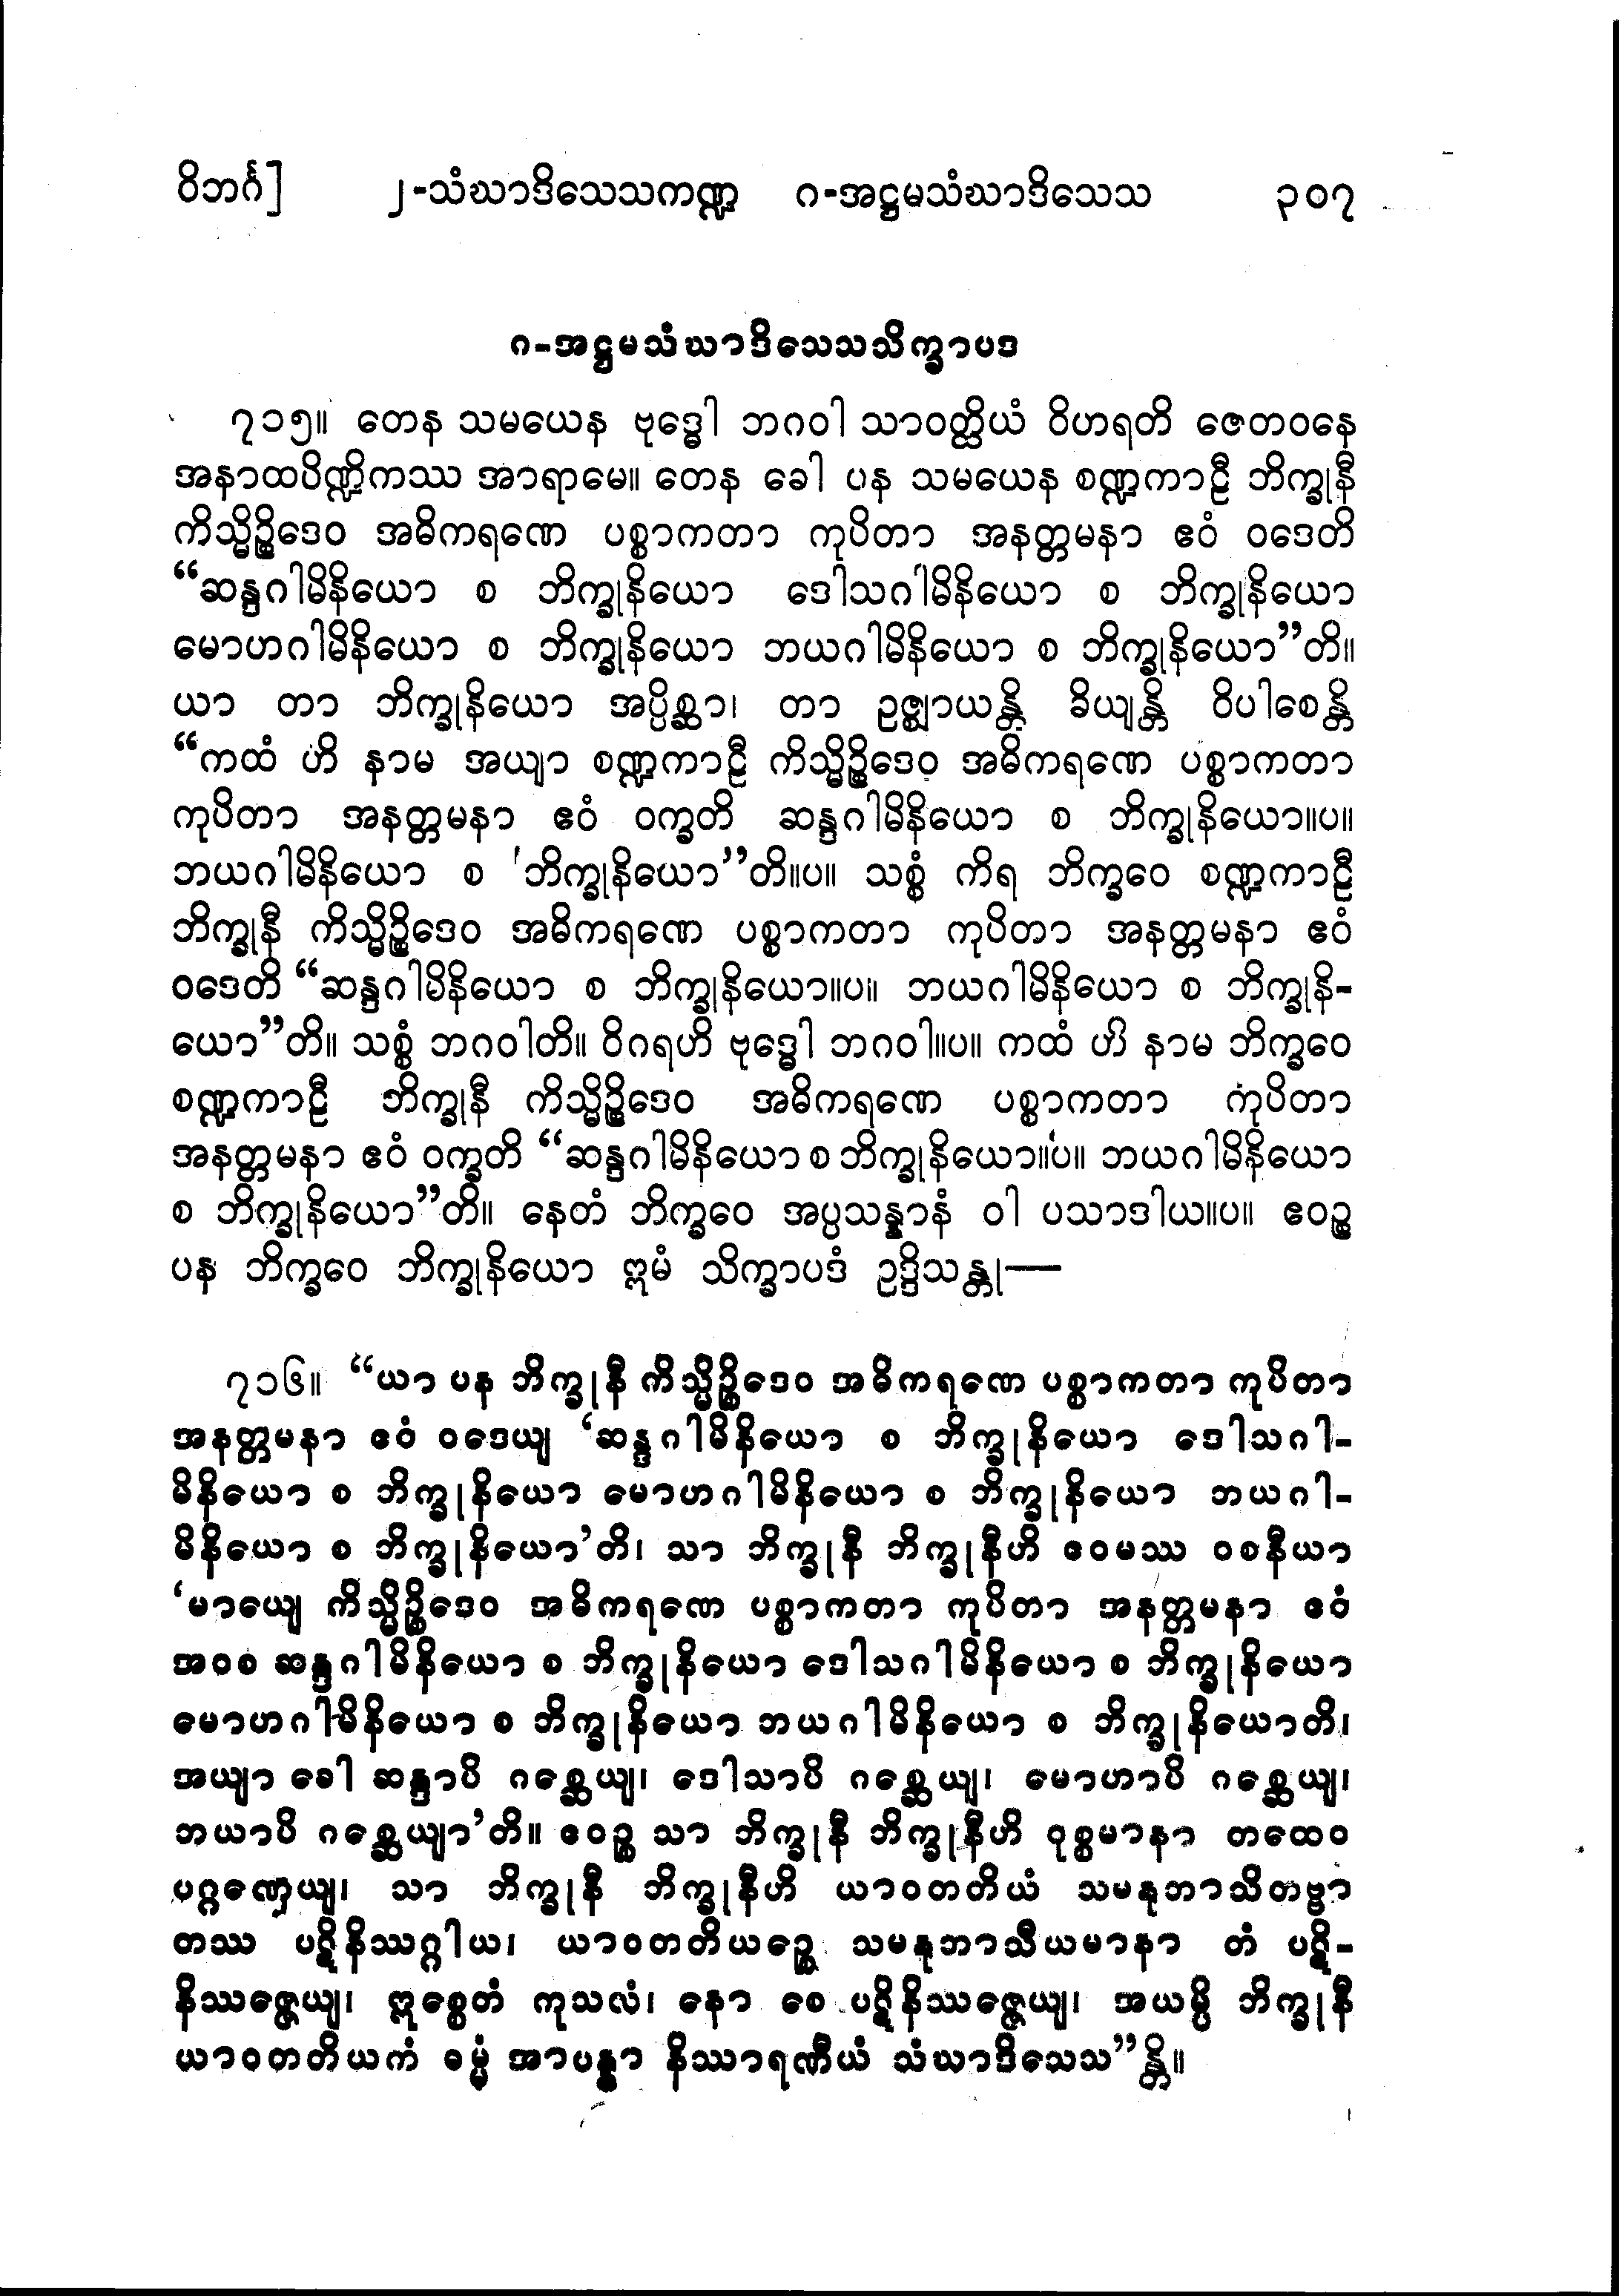 ဝိဘင်္ဂ] ၂-သံဃာဒိသေသကဏ္ဍ ဂ-အဋ္ဌမသံဃာဒိသေသ ၃၀၇
ဂ-အဋ္ဌမသံဃာဒိသေသသိက္ခာပဒ
၇၁၅။ တေန သမယေန ဗုဒ္ဓေါ ဘဂဝါ သာဝတ္ထိယံ ဝိဟရတိ ဇေတဝနေ
အနာထပိဏ္ဍိကဿ အာရာမေ။ တေန ခေါ ပန သမယေန စဏ္ဍကာဠီ ဘိက္ခုနီ
ကိသ္မိဉ္စိဒေဝ အဓိကရဏေ ပစ္စာကတာ ကုပိတာ အနတ္တမနာ ဧဝံ ဝဒေတိ
“ဆန္ဒဂါမိနိယော စ ဘိက္ခုနိယော ဒေါသဂါမိနိယော စ ဘိက္ခုနိယော
မောဟဂါမိနိယော စ ဘိက္ခုနိယော ဘယဂါမိနိယော စ ဘိက္ခုနိယော”တိ။
ယာ တာ ဘိက္ခုနိယော အပ္ပိစ္ဆာ၊ တာ ဥဇ္ဈာယန္တိ ခိယျန္တိ ဝိပါစေန္တိ
“ကထံ ဟိ နာမ အယျာ စဏ္ဍကာဠီ ကိသ္မိဉ္စိဒေဝ အဓိကရဏေ ပစ္စာကတာ
ကုပိတာ အနတ္တမနာ ဧဝံ ဝက္ခတိ ဆန္ဒဂါမိနိယော စ ဘိက္ခုနိယော။ပ။
ဘယဂါမိနိယော စ ဘိက္ခုနိယော”တိ။ပ။ သစ္စံ ကိရ ဘိက္ခဝေ စဏ္ဍကာဠီ
ဘိက္ခုနီ ကိသ္မိဉ္စိဒေဝ အဓိကရဏေ ပစ္စာကတာ ကုပိတာ အနတ္တမနာ ဧဝံ
ဝဒေတိ “ဆန္ဒဂါမိနိယော စ ဘိက္ခုနိယော။ပ။ ဘယဂါမိနိယော စ ဘိက္ခုနိ-
ယော”တိ။ သစ္စံ ဘဂဝါတိ။ ဝိဂရဟိ ဗုဒ္ဓေါ ဘဂဝါ။ပ။ ကထံ ဟိ နာမ ဘိက္ခဝေ
စဏ္ဍကာဠီ ဘိက္ခုနီ ကိသ္မိဉ္စိဒေဝ အဓိကရဏေ ပစ္စာကတာ ကုပိတာ
အနတ္တမနာ ဧဝံ ဝက္ခတိ “ဆန္ဒဂါမိနိယော စ ဘိက္ခုနိယော။ပ။ ဘယဂါမိနိယော
စ ဘိက္ခုနိယော”တိ။ နေတံ ဘိက္ခဝေ အပ္ပသန္နာနံ ဝါ ပသာဒါယ။ပ။ ဧဝဉ္စ
ပန ဘိက္ခဝေ ဘိက္ခုနိယော ဣမံ သိက္ခာပဒံ ဥဒ္ဒိသန္တု—
၇၁၆။ “ယာ ပန ဘိက္ခုနီ ကိသ္မိဉ္စိဒေဝ အဓိကရဏေ ပစ္စာကတာ ကုပိတာ
အနတ္တမနာ ဧဝံ ဝဒေယျ ‘ဆန္ဒဂါမိနိယော စ ဘိက္ခုနိယော ဒေါသဂါ-
မိနိယော စ ဘိက္ခုနိယော မောဟဂါမိနိယော စ ဘိက္ခုနိယော ဘယဂါ-
မိနိယော စ ဘိက္ခုနိယော’တိ၊ သာ ဘိက္ခုနီ ဘိက္ခုနီဟိ ဧဝမဿ ဝစနီယာ
‘မာယျေ ကိသ္မိဉ္စိဒေဝ အဓိကရဏေ ပစ္စာကတာ ကုပိတာ အနတ္တမနာ ဧဝံ
အဝစ ဆန္ဒဂါမိနိယော စ ဘိက္ခုနိယော ဒေါသဂါမိနိယော စ ဘိက္ခုနိယော
မောဟဂါမိနိယော စ ဘိက္ခုနိယော ဘယဂါမိနိယော စ ဘိက္ခုနိယောတိ၊
အယျာ ခေါ ဆန္ဒာပိ ဂစ္ဆေယျ၊ ဒေါသာပိ ဂစ္ဆေယျ၊ မောဟာပိ ဂစ္ဆေယျ၊
ဘယာပိ ဂစ္ဆေယျာ’တိ။ ဧဝဉ္စ သာ ဘိက္ခုနီ ဘိက္ခုနီဟိ ဝုစ္စမာနာ တထေဝ
ပဂ္ဂဏှေယျ၊ သာ ဘိက္ခုနီ ဘိက္ခုနီဟိ ယာဝတတိယံ သမနုဘာသိတဗ္ဗာ
တဿ ပဋိနိဿဂ္ဂါယ၊ ယာဝတတိယဉ္စေ သမနုဘာသီယမာနာ တံ ပဋိ-
နိဿဇ္ဇေယျ၊ ဣစ္စေတံ ကုသလံ၊ နော စေ ပဋိနိဿဇ္ဇေယျ၊ အယမ္ပိ ဘိက္ခုနီ
ယာဝတတိယကံ ဓမ္မံ အာပန္နာ နိဿာရဏီယံ သံဃာဒိသေသ”န္တိ။